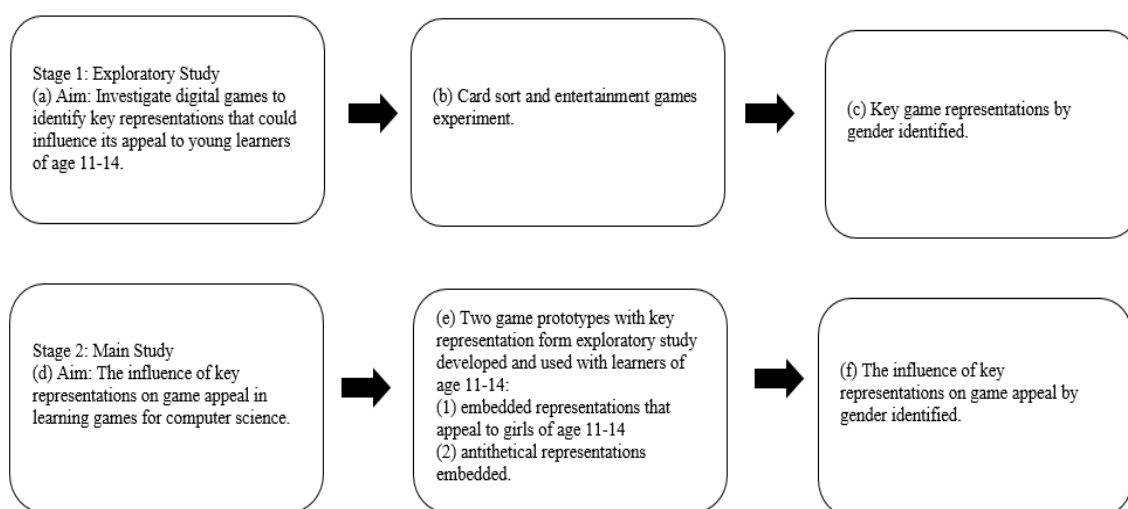 Stage 1: Exploratory Study
(a) Aim: Investigate digital games to
identify key representations that could
influence its appeal to young learners
of age 11-14.
(b) Card sort and entertainment games
experiment.
(c) Key game representations by
gender identified.
Stage 2: Main Study
(d) Aim: The influence of key
representations on game appeal in
learning games for computer science.
(e) Two game prototypes with key
representation form exploratory study
developed and used with learners of
age 11-14:
(1) embedded representations that
appeal to girls of age 11-14
(2) antithetical representations
embedded.
(f) The influence of key
representations on game appeal by
gender identified.